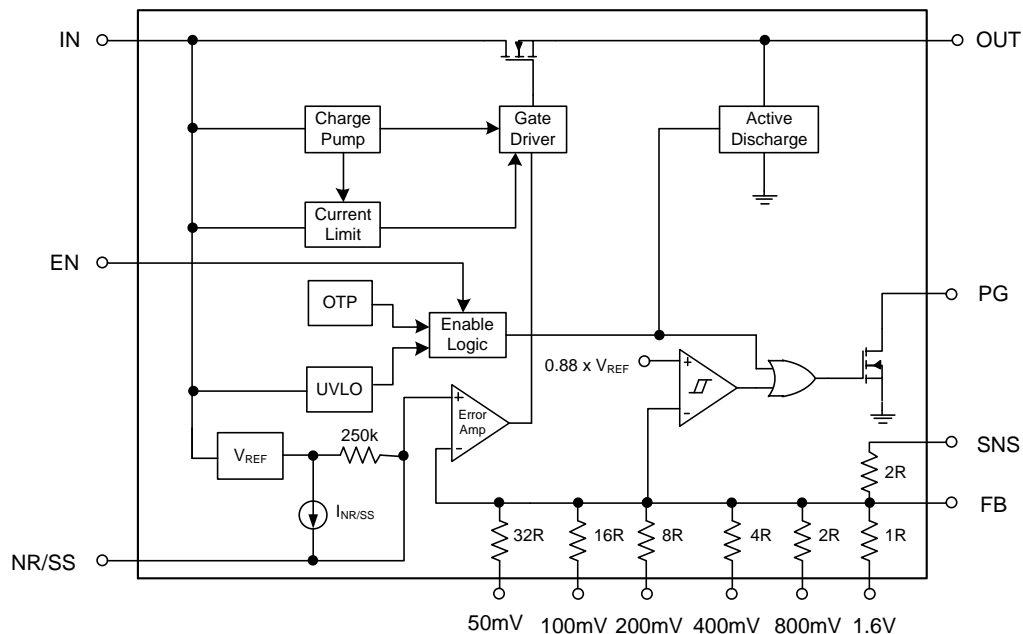 IN
OUT
Charge
Pump
Gate
Driver
Active
Discharge
Current
Limit
EN
OTP
Enable
Logic
PG
0.88 x VREF
+
-
UVLO
+
Error
Amp
-
250k
VREF
SNS
2R
INR/SS
FB
32R
16R
8R
4R
2R
1R
NR/SS
50mV
100mV
200mV
400mV
800mV
1.6V